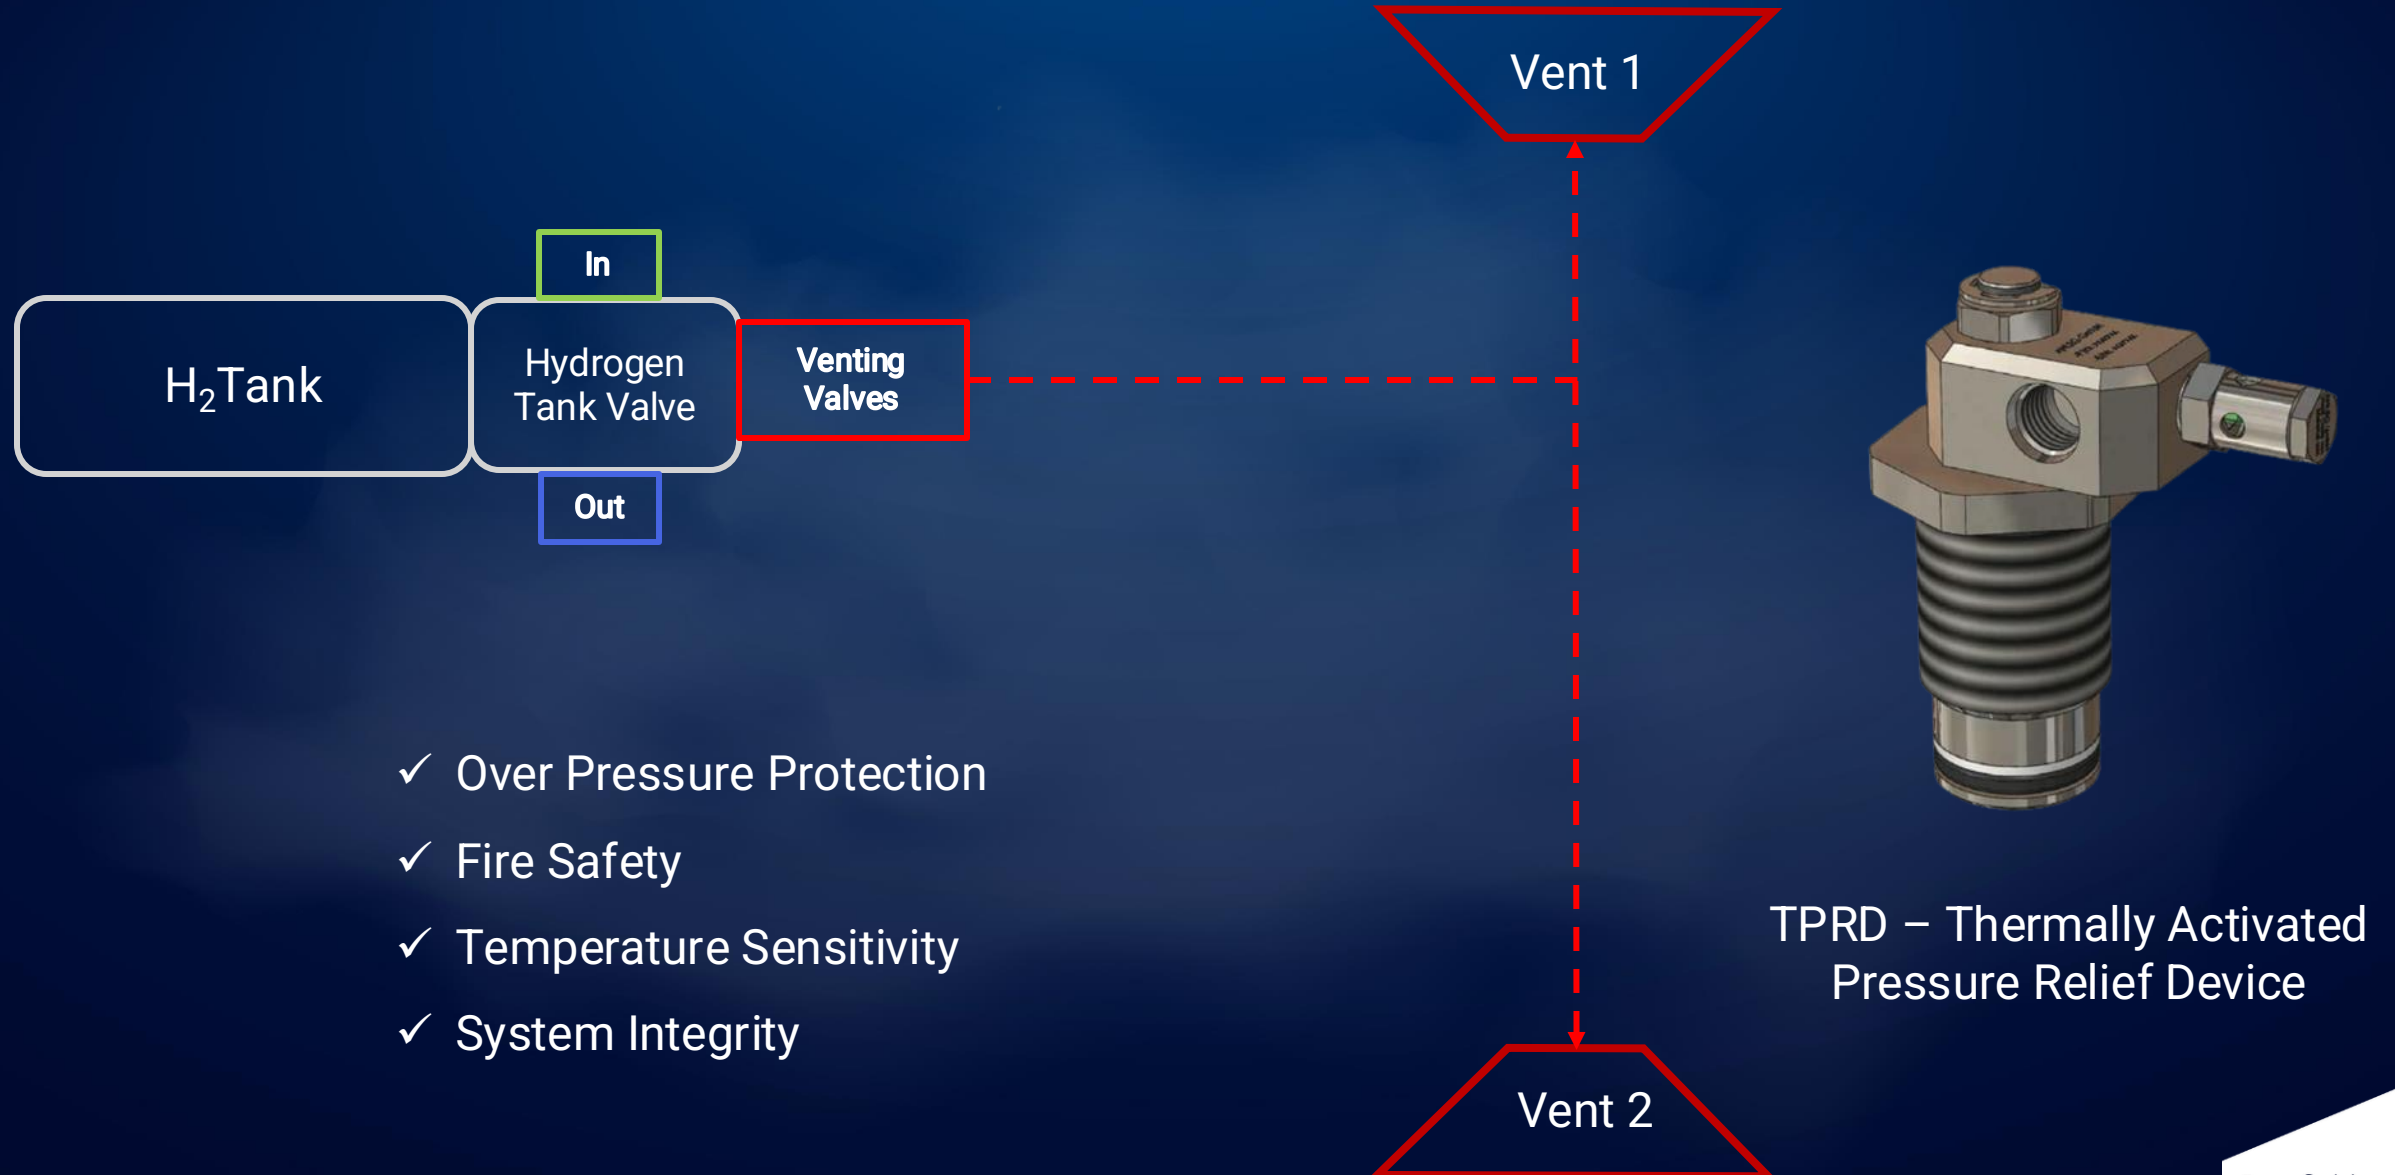 Vent 1
In
H₂Tank
Hydrogen
Tank Valve
Venting
Valves
Out
Over Pressure Protection
Fire Safety
Temperature Sensitivity
System Integrity
TPRD – Thermally Activated
Pressure Relief Device
Vent 2